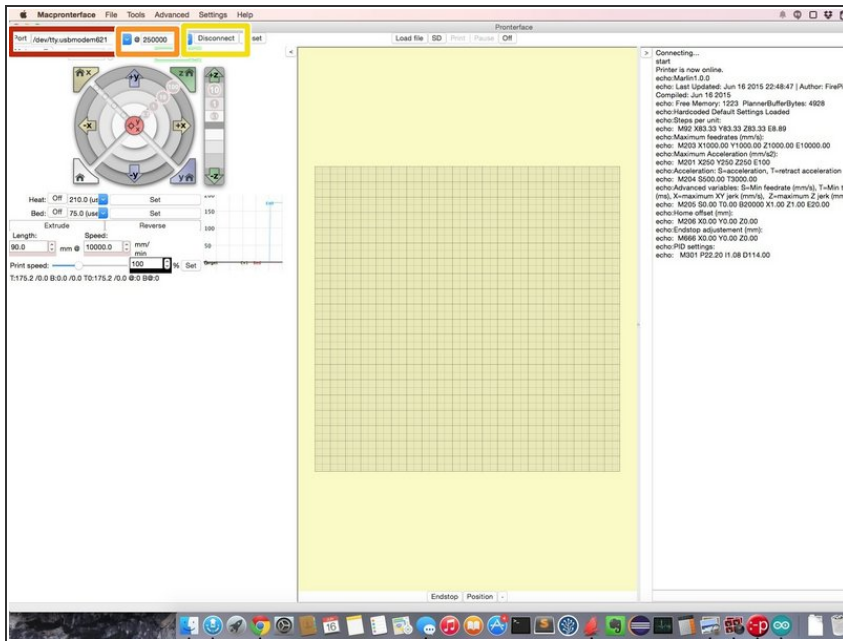 Macpronterface File Tools Advanced Settings Help
Pronterface
Port /dev/tty.usbmodem621 @ 250000 Disconnect set
Load file SD Print Pause Off
<
>
x
+y
z
+z
10
-x
+x
-y
y
-z
Heat: Off 210.0 (us Set
Bed: Off 75.0 (use Set
Extrude Reverse
Length: Speed:
90.0 mm @ 10000.0 mm/
min
Print speed: 100 % Set
T:175.2 /0.0 B:0.0 /0.0 T0:175.2 /0.0 @:0 B@:0
200
150
100
50
Target
Endstop Position -
Connecting...
start
Printer is now online.
echo:Marlin1.0.0
echo: Last Updated: Jun 16 2015 22:48:47 | Author: FirePi
Compiled: Jun 16 2015
echo: Free Memory: 1223 PlannerBufferBytes: 4928
echo:Hardcoded Default Settings Loaded
echo:Steps per unit:
echo: M92 X83.33 Y83.33 Z83.33 E8.89
echo:Maximum feedrates (mm/s):
echo: M203 X1000.00 Y1000.00 Z1000.00 E10000.00
echo:Maximum Acceleration (mm/s2):
echo: M201 X250 Y250 Z250 E100
echo:Acceleration: S=acceleration, T=retract acceleration
echo: M204 S500.00 T3000.00
echo:Advanced variables: S=Min feedrate (mm/s), T=Min t
(ms), X=maximum XY jerk (mm/s), Z=maximum Z jerk (mm
echo: M205 S0.00 T0.00 B20000 X1.00 Z1.00 E20.00
echo:Home offset (mm):
echo: M206 X0.00 Y0.00 Z0.00
echo:Endstop adjustement (mm):
echo: M666 X0.00 Y0.00 Z0.00
echo:PID settings:
echo: M301 P22.20 I1.08 D114.00
16